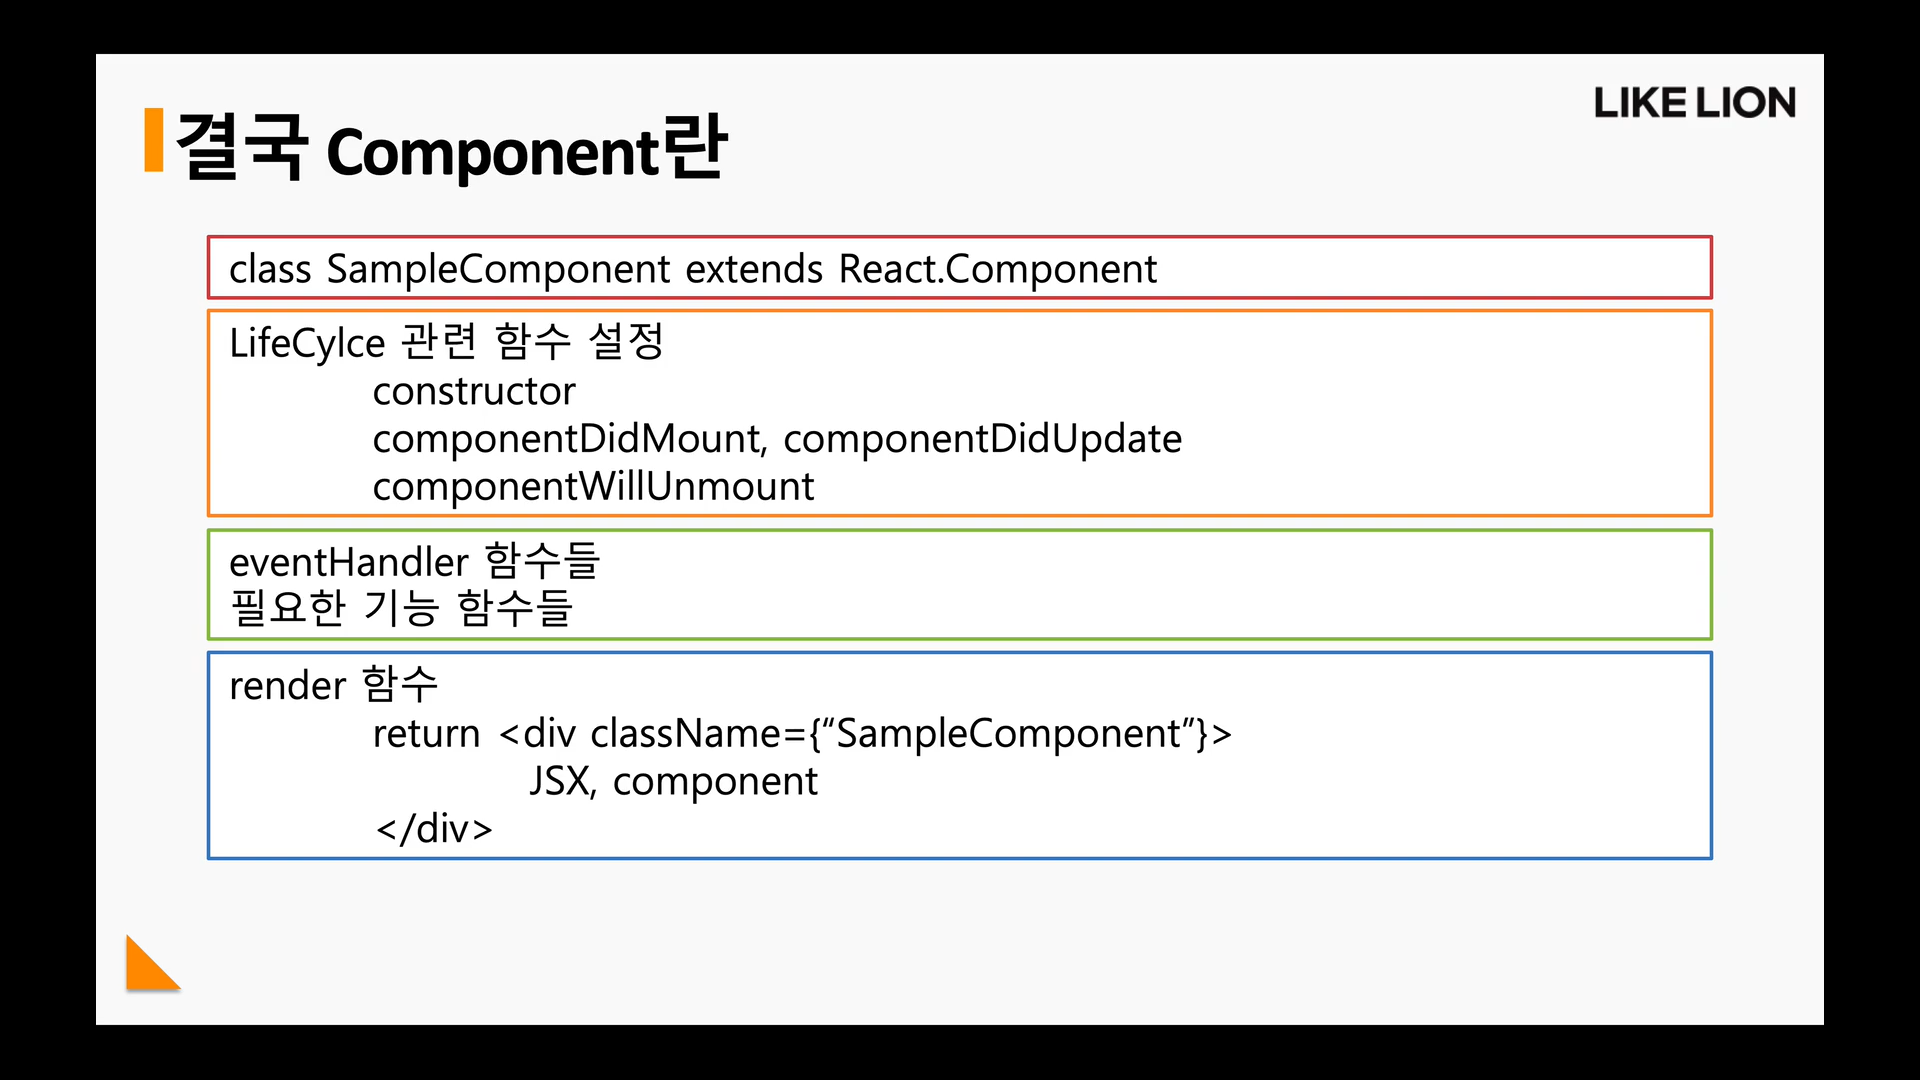 결국 Component란
LIKE LION
class SampleComponent extends React.Component
LifeCylce 관련 함수 설정
constructor
componentDidMount, componentDidUpdate
componentWillUnmount
eventHandler 함수들
필요한 기능 함수들
render 함수
return <div className={“SampleComponent”}>
JSX, component
</div>